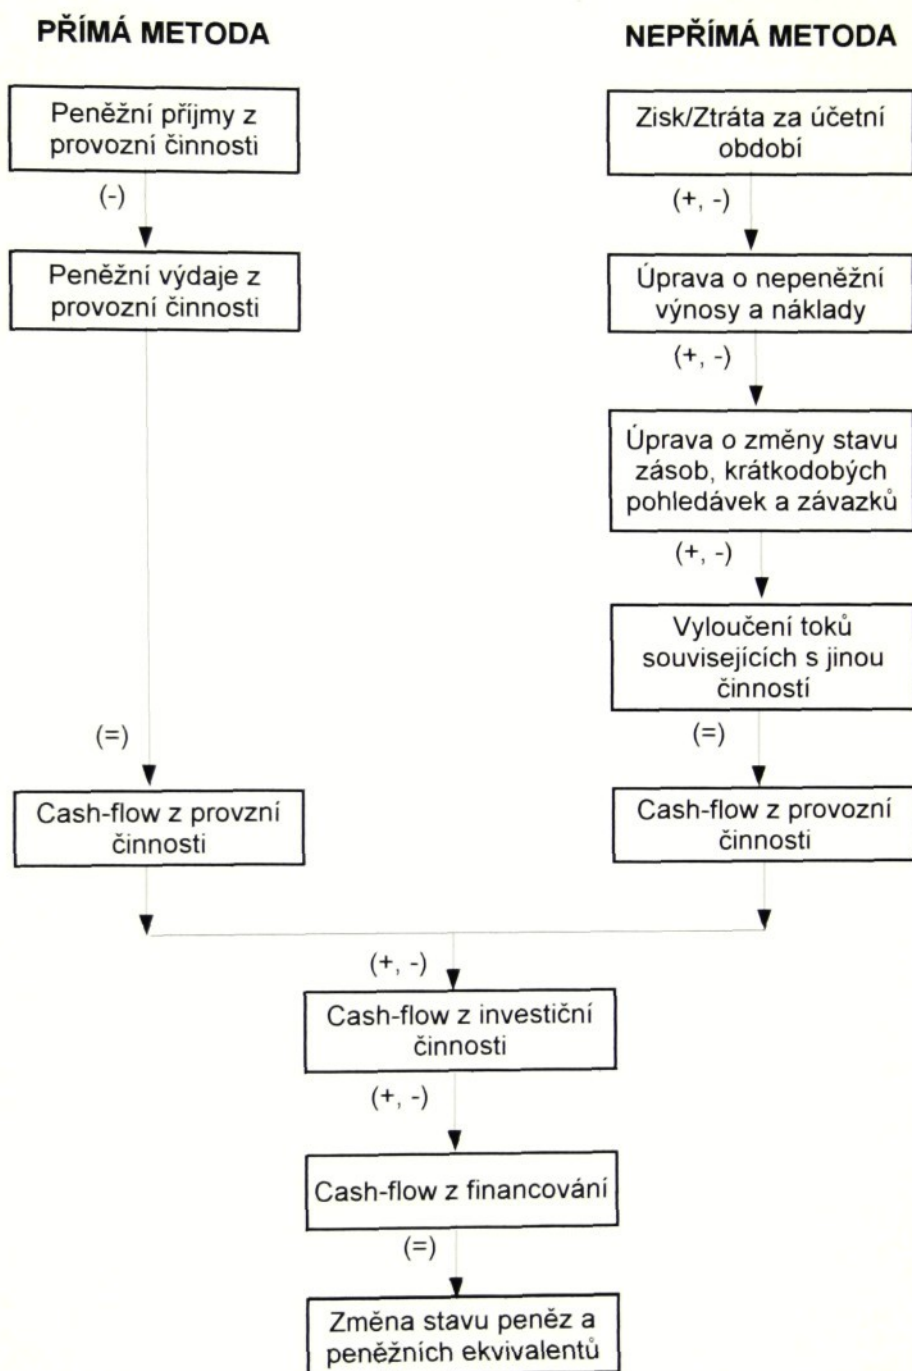 PŘÍMÁ METODA
Peněžní příjmy z
provozní činnosti
(-)
Peněžní výdaje z
provozní činnosti
(=)
Cash-flow z provzní
činnosti
NEPŘÍMÁ METODA
Zisk/Ztráta za účetní
období
(+, -)
Úprava o nepeněžní
výnosy a náklady
(+, -)
Úprava o změny stavu
zásob, krátkodobých
pohledávek a závazků
(+, -)
Vyloučení toků
souvisejících s jinou
činností
(=)
Cash-flow z provozní
činnosti
(+, -)
Cash-flow z investiční
činnosti
(+, -)
Cash-flow z financování
(=)
Změna stavu peněz a
peněžních ekvivalentů